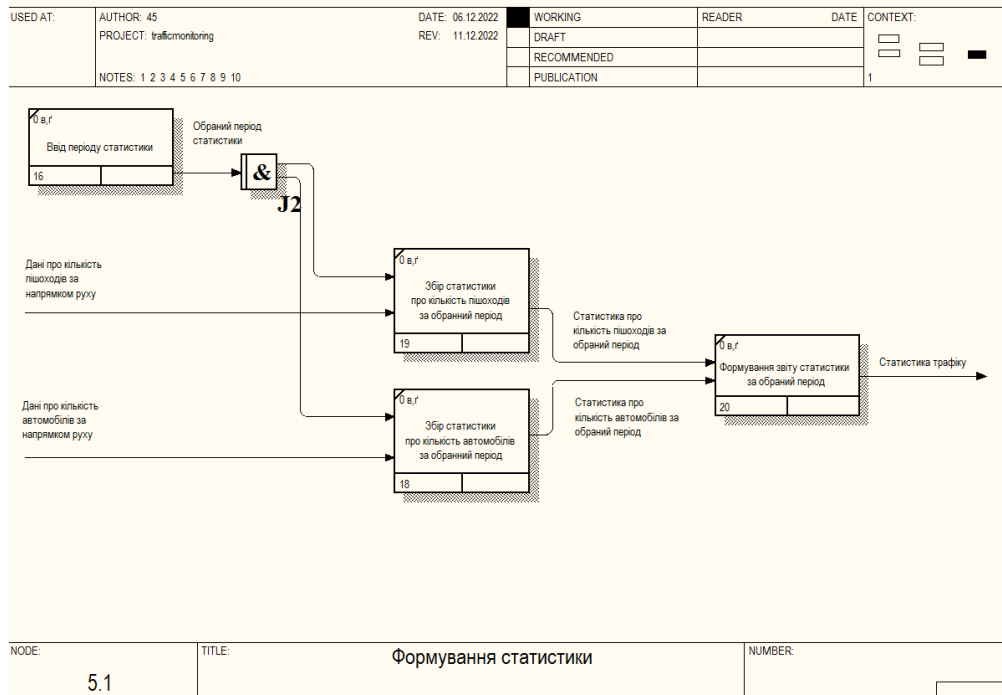 USED AT:
AUTHOR: 45
DATE: 06.12.2022
WORKING
READER
DATE
CONTEXT:
PROJECT: trafficmonitoring
REV: 11.12.2022
DRAFT
RECOMMENDED
NOTES: 1 2 3 4 5 6 7 8 9 10
PUBLICATION
1
0 в,ґ
Ввід періоду статистики
16
Обраний період
статистики
&
J2
Дані про кількість
пішоходів за
напрямком руху
0 в,ґ
Збір статистики
про кількість пішоходів
за обранний період
19
Статистика про
кількість пішоходів за
обраний період
0 в,ґ
Формування звіту статистики
за обраний період
20
Статистика трафіку
Дані про кількість
автомобілів за
напрямком руху
0 в,ґ
Збір статистики
про кількість автомобілів
за обранний період
18
Статистика про
кількість автомобілів за
обраний період
NODE:
5.1
TITLE:
Формування статистики
NUMBER: